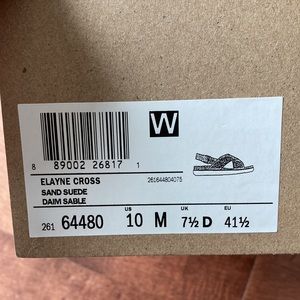 W
8 89002 26817 1
261644804075
ELAYNE CROSS
SAND SUEDE
DAIM SABLE
US UK EU
261 64480 10 M 7½ D 41½